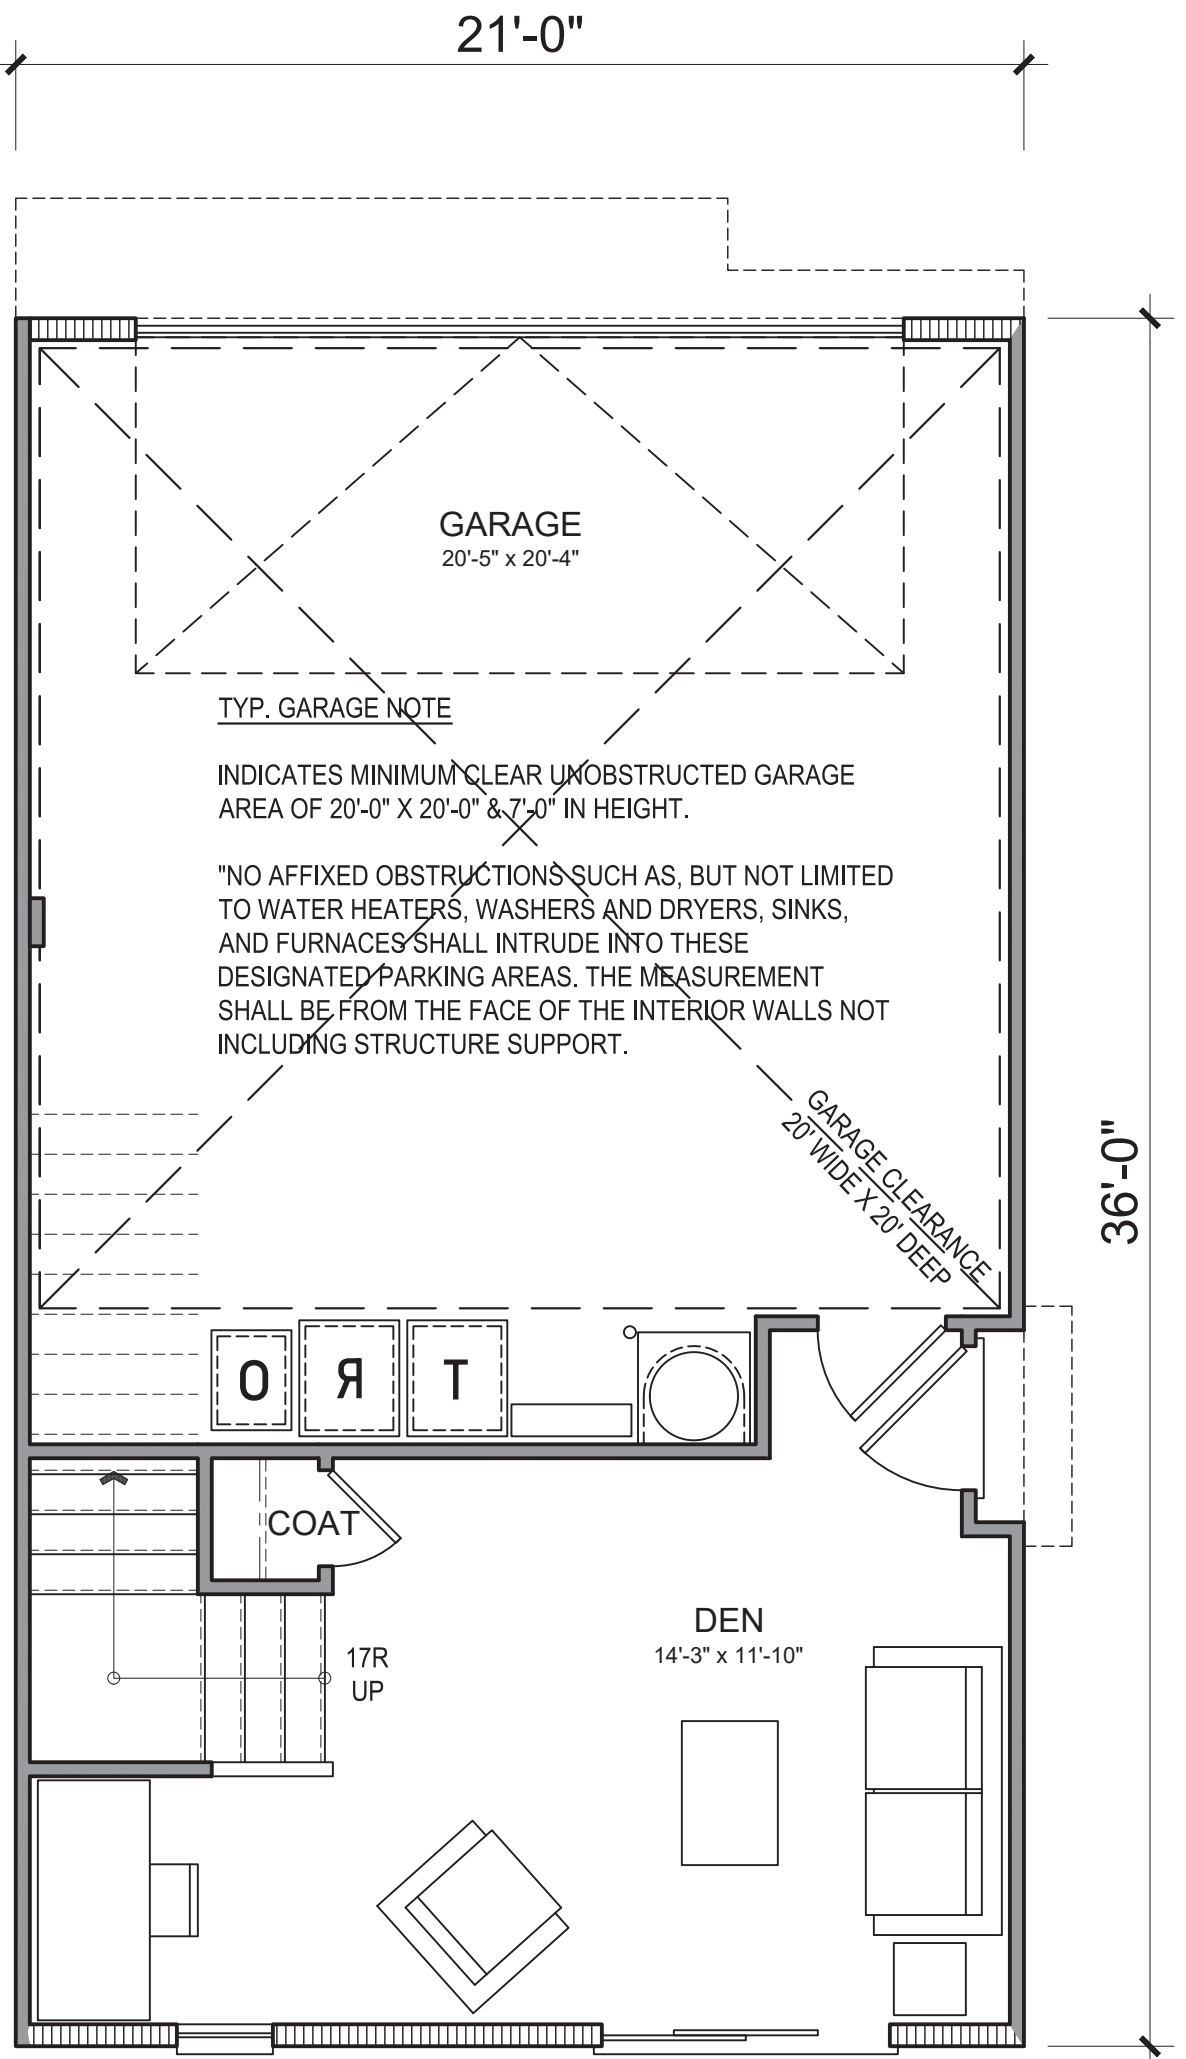 21'-0"
GARAGE
20'-5" x 20'-4"
TYP. GARAGE NOTE
INDICATES MINIMUM CLEAR UNOBSTRUCTED GARAGE
AREA OF 20'-0" X 20'-0" & 7'-0" IN HEIGHT.
"NO AFFIXED OBSTRUCTIONS SUCH AS, BUT NOT LIMITED
TO WATER HEATERS, WASHERS AND DRYERS, SINKS,
AND FURNACES SHALL INTRUDE INTO THESE
DESIGNATED PARKING AREAS. THE MEASUREMENT
SHALL BE FROM THE FACE OF THE INTERIOR WALLS NOT
INCLUDING STRUCTURE SUPPORT.
GARAGE CLEARANCE
20' WIDE X 20' DEEP
36'-0"
O R T
COAT
DEN
14'-3" x 11'-10"
17R
UP